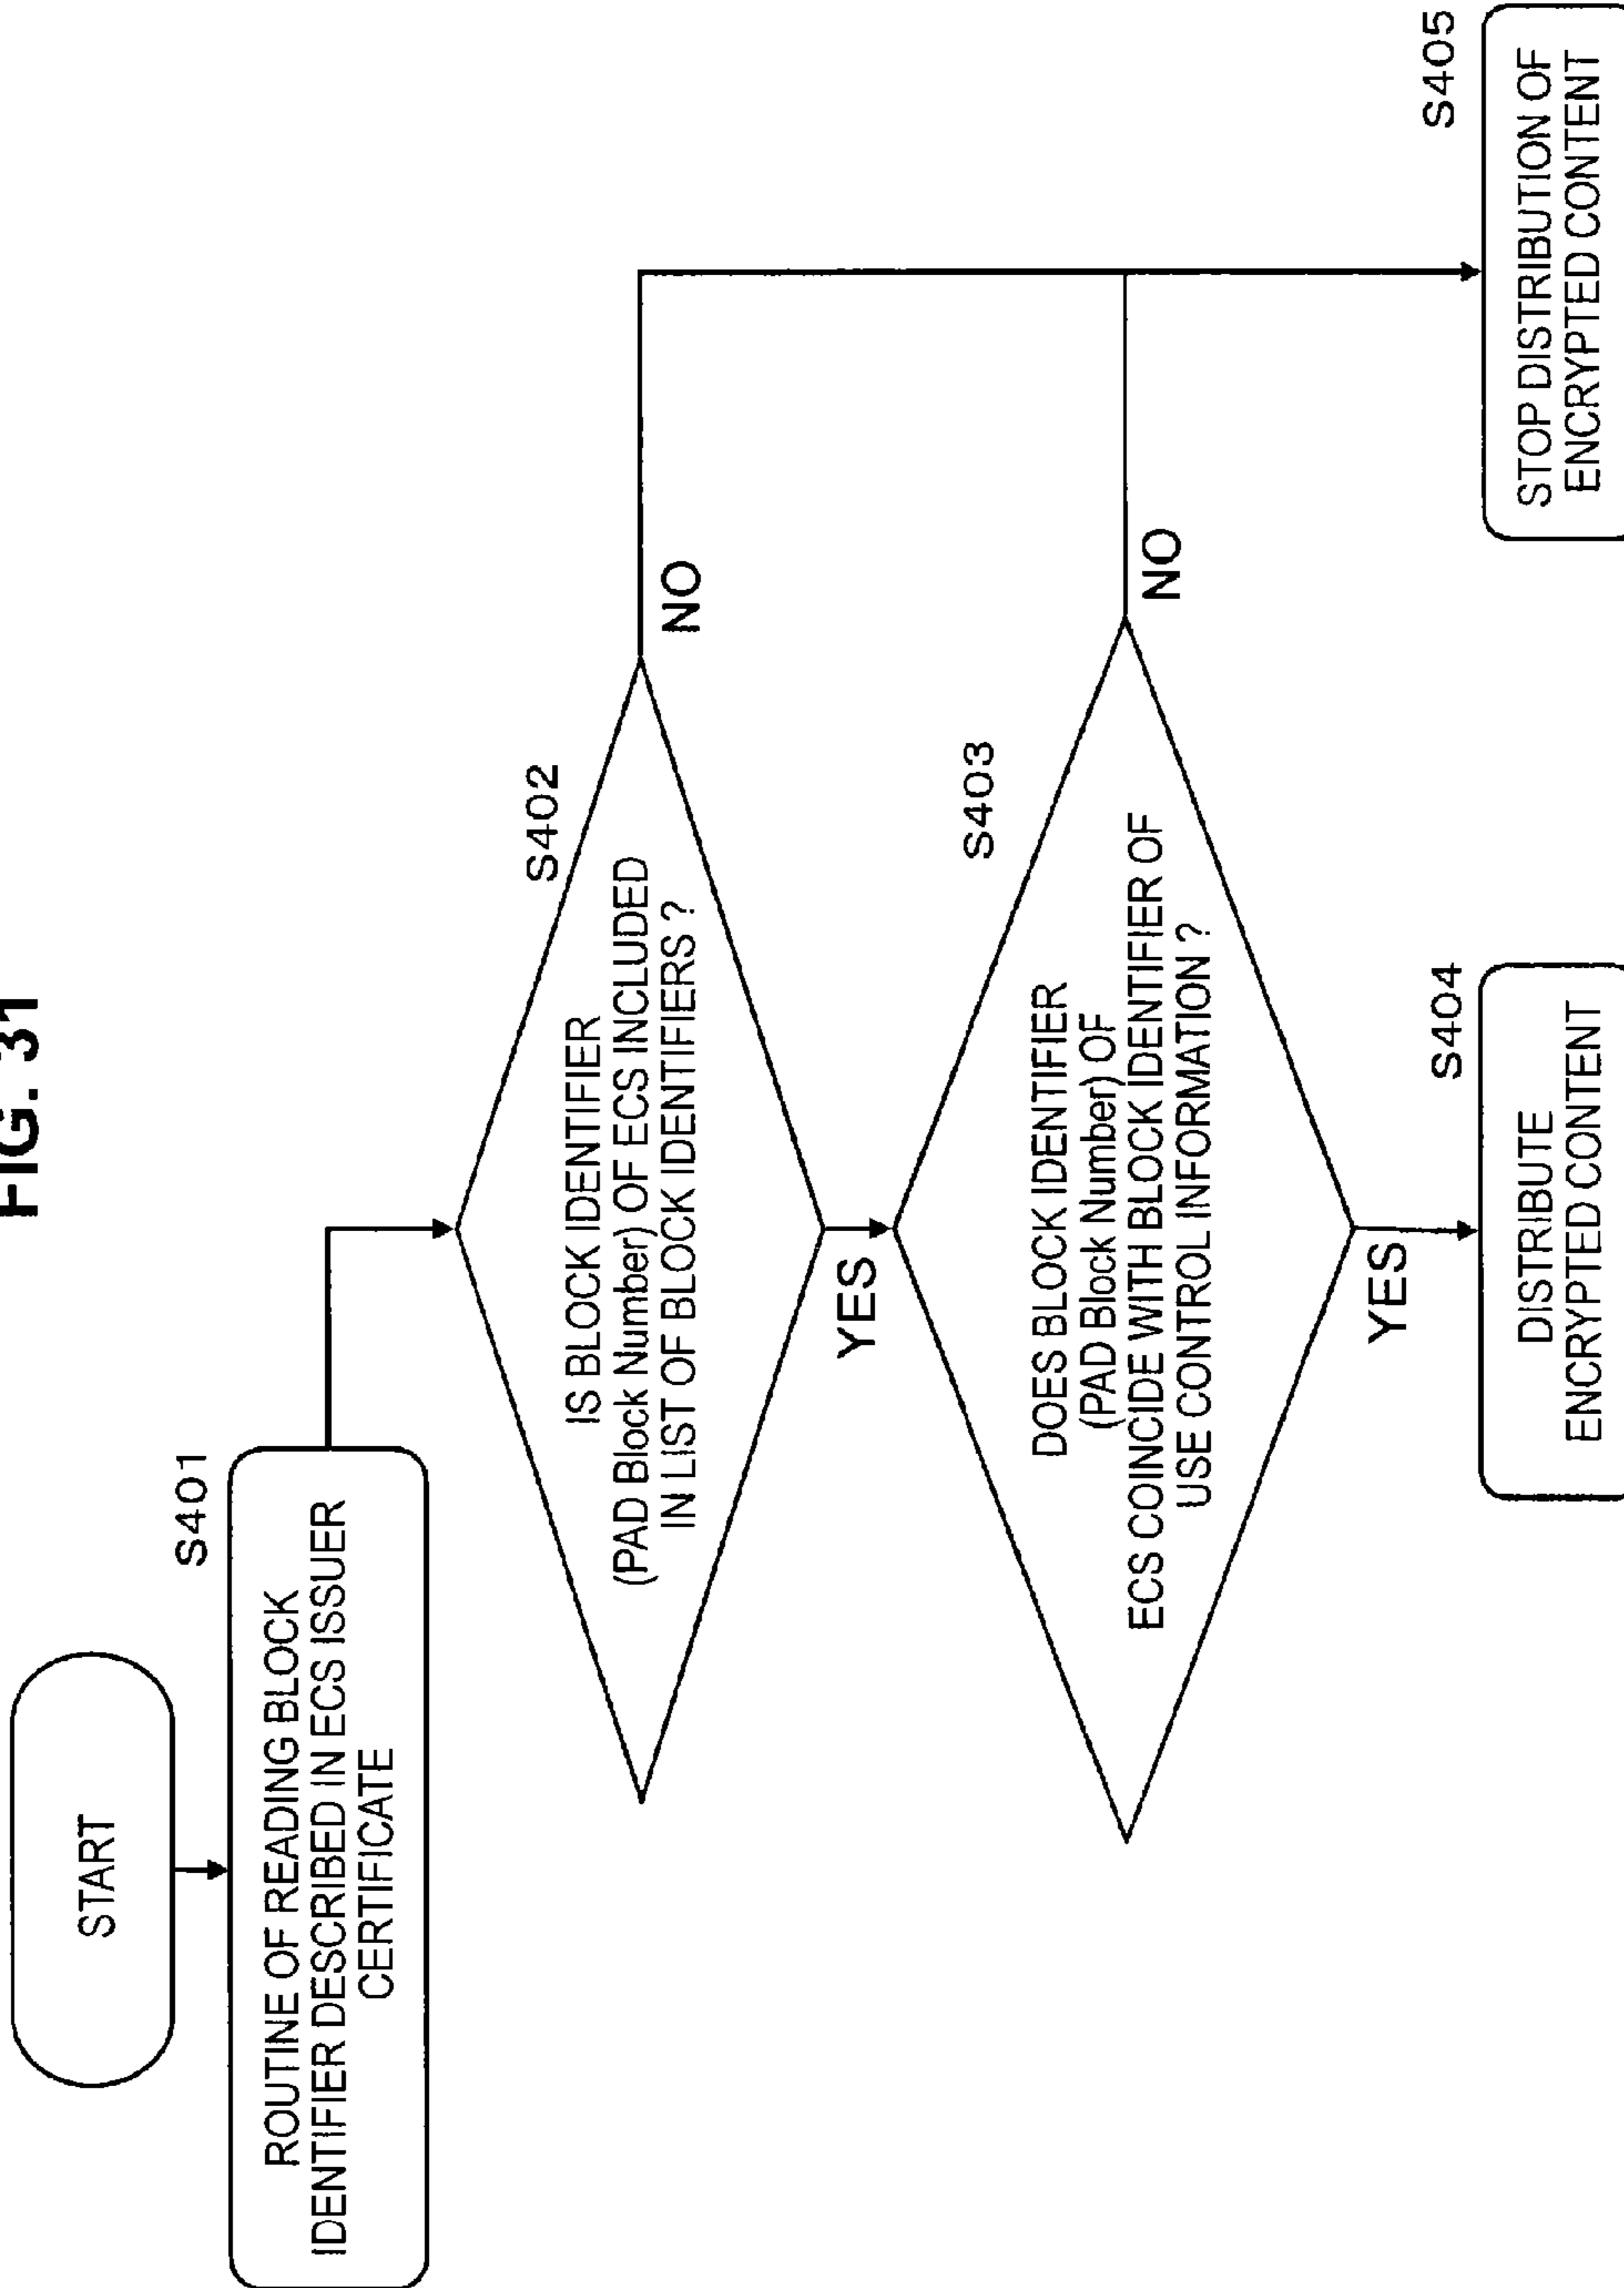 FIG. 31
START
S401
ROUTINE OF READING BLOCK
IDENTIFIER DESCRIBED IN ECS ISSUER
CERTIFICATE
S402
IS BLOCK IDENTIFIER
(PAD Block Number) OF ECS INCLUDED
IN LIST OF BLOCK IDENTIFIERS ?
NO
YES
S403
DOES BLOCK IDENTIFIER
(PAD Block Number) OF
ECS COINCIDE WITH BLOCK IDENTIFIER OF
USE CONTROL INFORMATION ?
NO
YES
S404
DISTRIBUTE
ENCRYPTED CONTENT
S405
STOP DISTRIBUTION OF
ENCRYPTED CONTENT